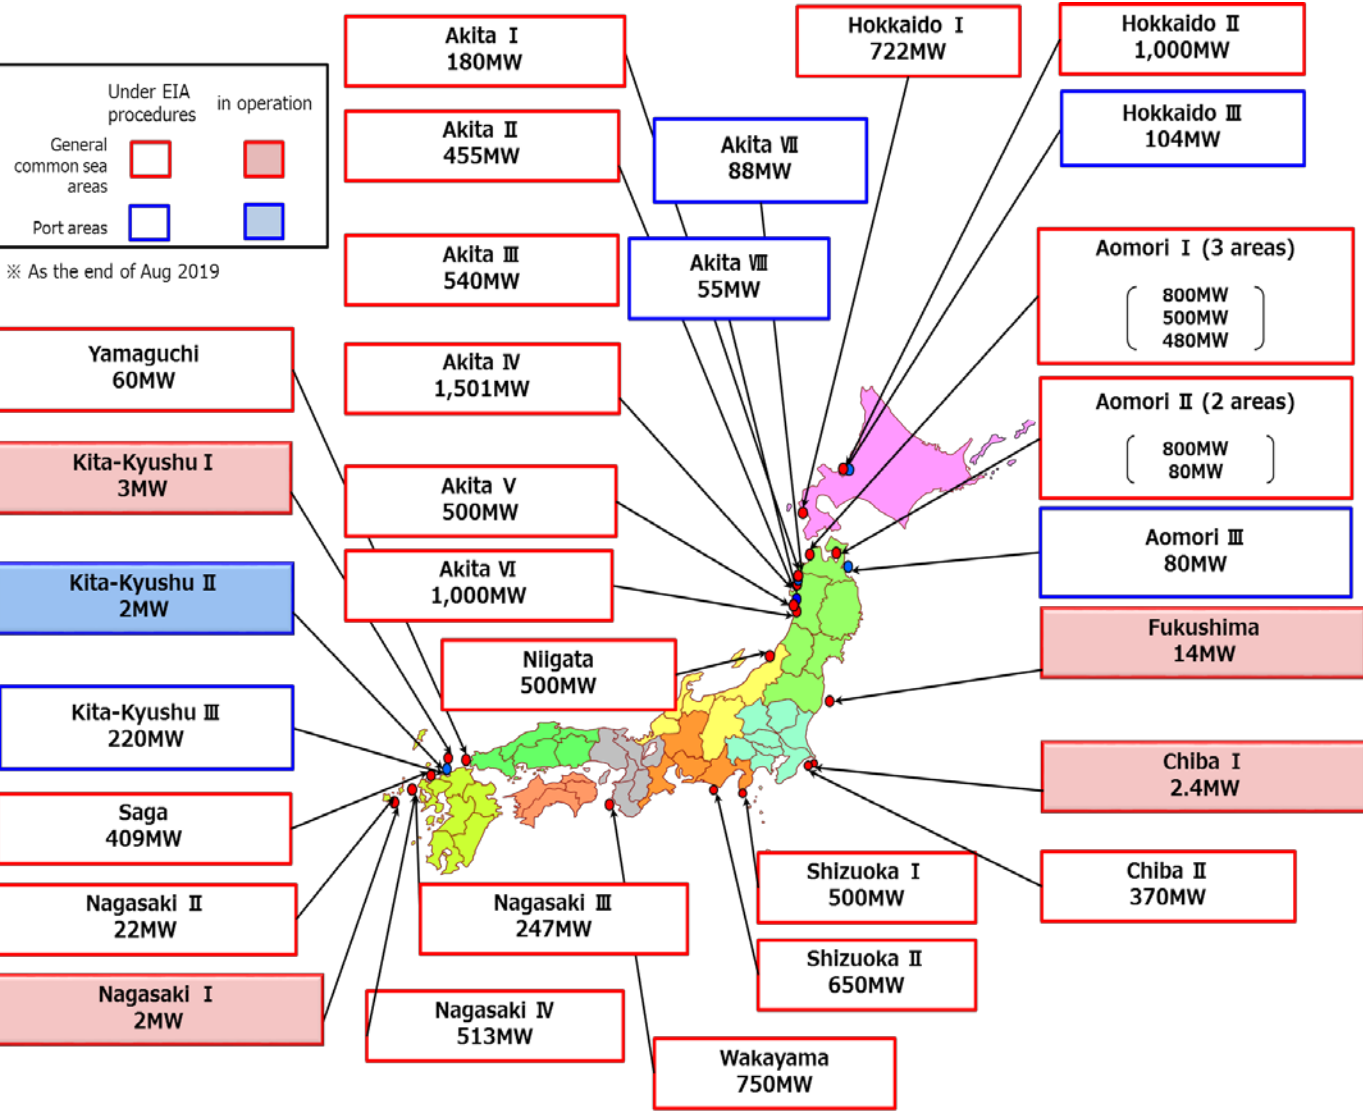 Under EIA
procedures
in operation
General
common sea
areas
Port areas
※ As the end of Aug 2019
Akita Ⅰ
180MW
Akita Ⅱ
455MW
Akita Ⅲ
540MW
Akita Ⅳ
1,501MW
Akita Ⅴ
500MW
Akita Ⅵ
1,000MW
Akita Ⅶ
88MW
Akita Ⅷ
55MW
Hokkaido Ⅰ
722MW
Hokkaido Ⅱ
1,000MW
Hokkaido Ⅲ
104MW
Aomori Ⅰ (3 areas)
800MW
500MW
480MW
Aomori Ⅱ (2 areas)
800MW
80MW
Aomori Ⅲ
80MW
Fukushima
14MW
Chiba Ⅰ
2.4MW
Chiba Ⅱ
370MW
Yamaguchi
60MW
Kita-Kyushu Ⅰ
3MW
Kita-Kyushu Ⅱ
2MW
Kita-Kyushu Ⅲ
220MW
Saga
409MW
Nagasaki Ⅱ
22MW
Nagasaki Ⅰ
2MW
Niigata
500MW
Nagasaki Ⅲ
247MW
Nagasaki Ⅳ
513MW
Wakayama
750MW
Shizuoka Ⅰ
500MW
Shizuoka Ⅱ
650MW